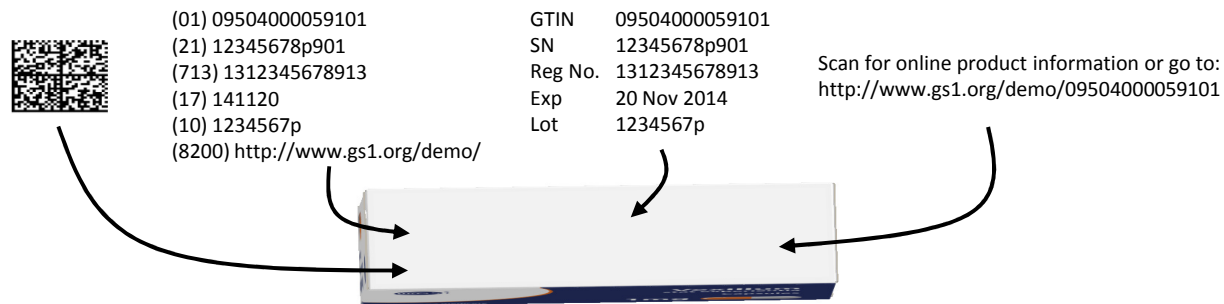 (01) 09504000059101
(21) 12345678p901
(713) 1312345678913
(17) 141120
(10) 1234567p
(8200) http://www.gs1.org/demo/
GTIN 09504000059101
SN 12345678p901
Reg No. 1312345678913
Exp 20 Nov 2014
Lot 1234567p
Scan for online product information or go to:
http://www.gs1.org/demo/09504000059101
1mg